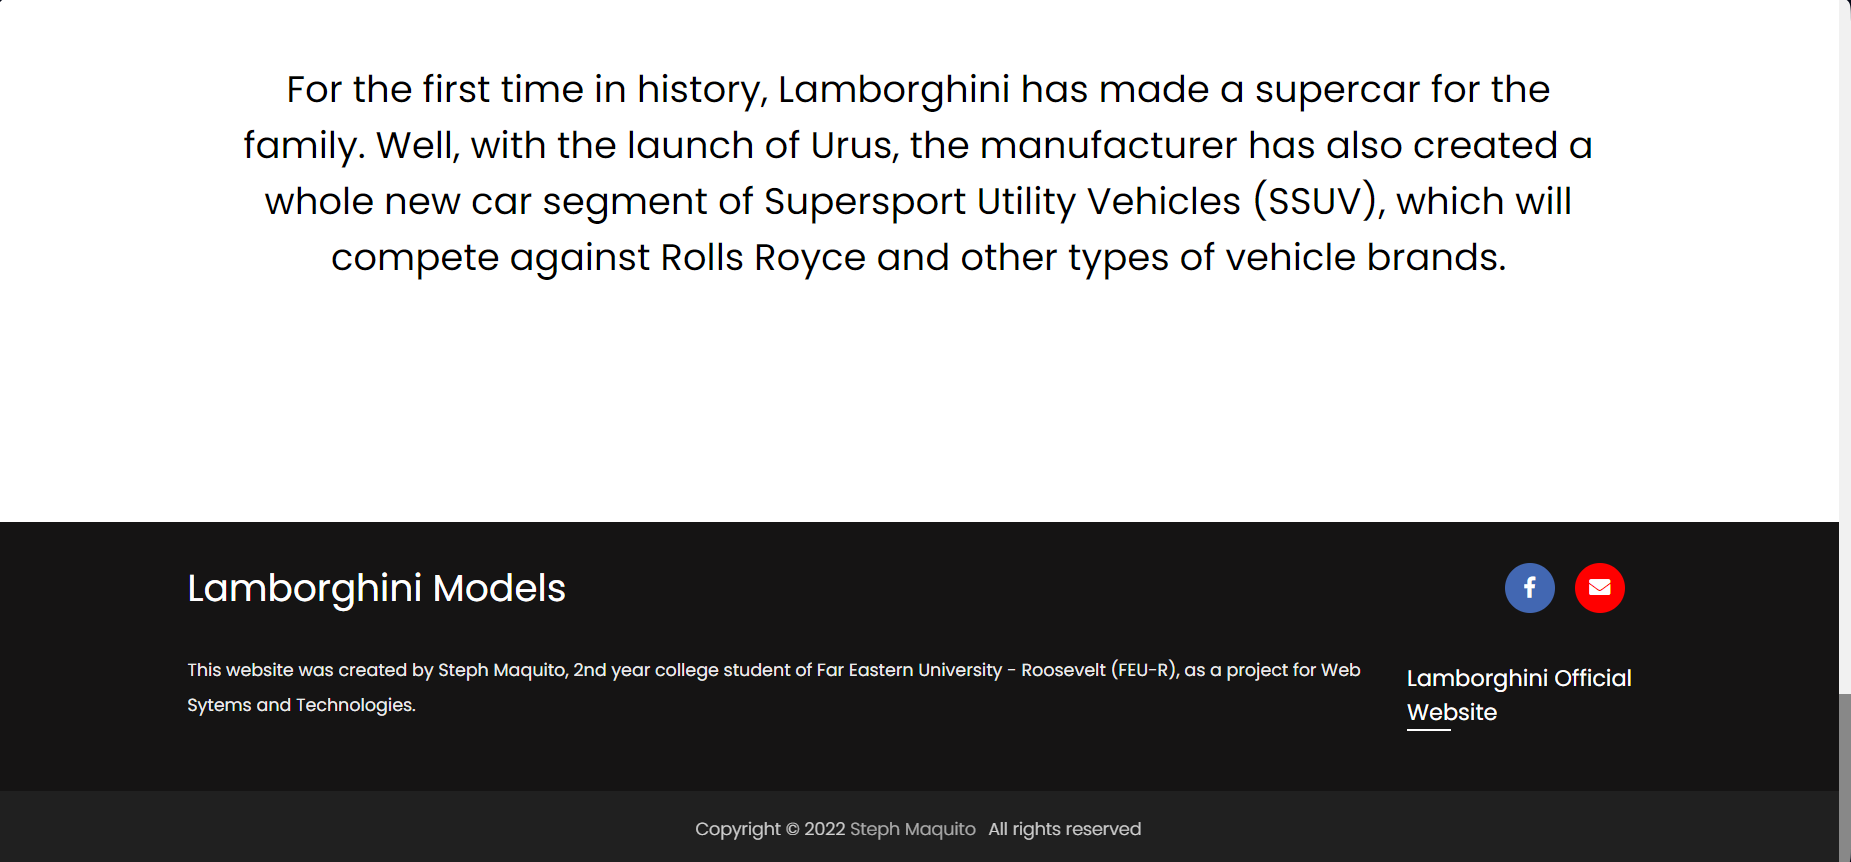 For the first time in history, Lamborghini has made a supercar for the
family. Well, with the launch of Urus, the manufacturer has also created a
whole new car segment of Supersport Utility Vehicles (SSUV), which will
compete against Rolls Royce and other types of vehicle brands.
Lamborghini Models
This website was created by Steph Maquito, 2nd year college student of Far Eastern University - Roosevelt (FEU-R), as a project for Web
Sytems and Technologies.
Lamborghini Official
Website
Copyright © 2022 Steph Maquito All rights reserved